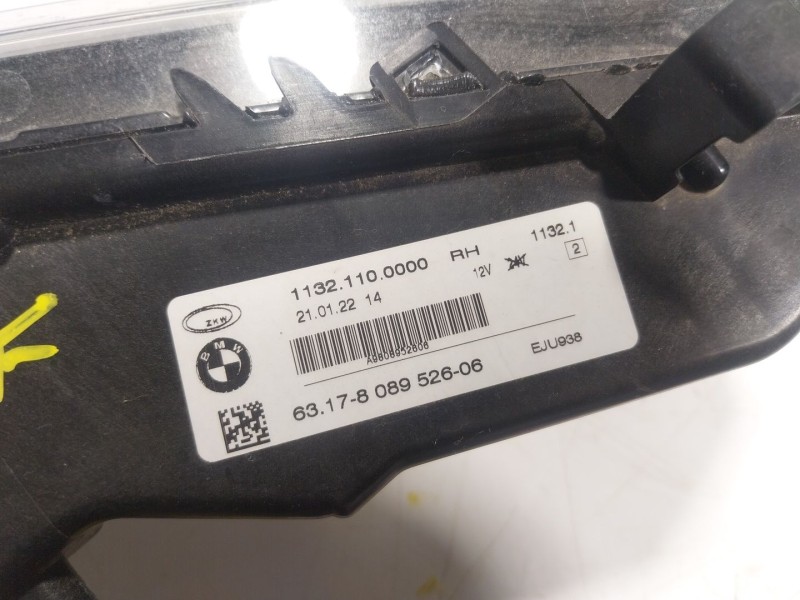 1132.110.0000 RH 1132.1
21.01.22 14 12V 2
ZKW
BMW
A9808952606
63.17-8 089 526-06 EJU938